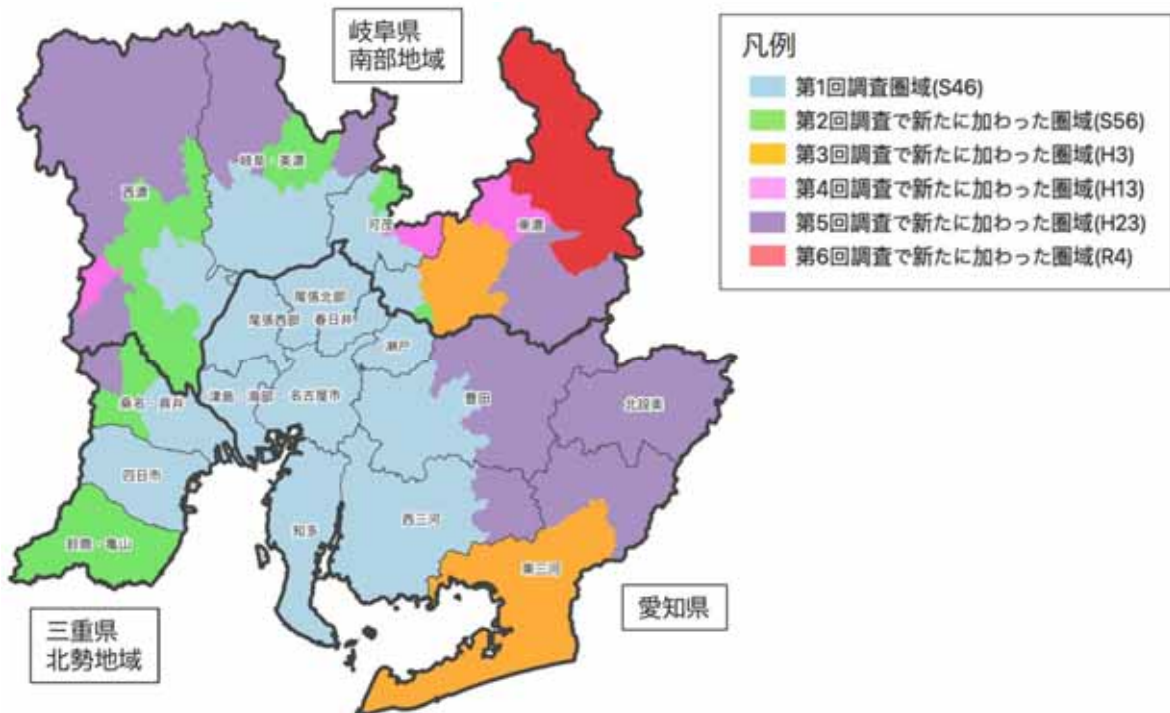 岐阜県
南部地域
凡例
第1回調査圏域(S46)
第2回調査で新たに加わった圏域(S56)
第3回調査で新たに加わった圏域(H3)
第4回調査で新たに加わった圏域(H13)
第5回調査で新たに加わった圏域(H23)
第6回調査で新たに加わった圏域(R4)
岐阜・美濃
西濃
可茂
東濃
尾張北部
尾張西部
春日井
瀬戸
桑名・員弁
津島・海部
名古屋市
豊田
北設楽
四日市
知多
西三河
鈴鹿・亀山
東三河
三重県
北勢地域
愛知県